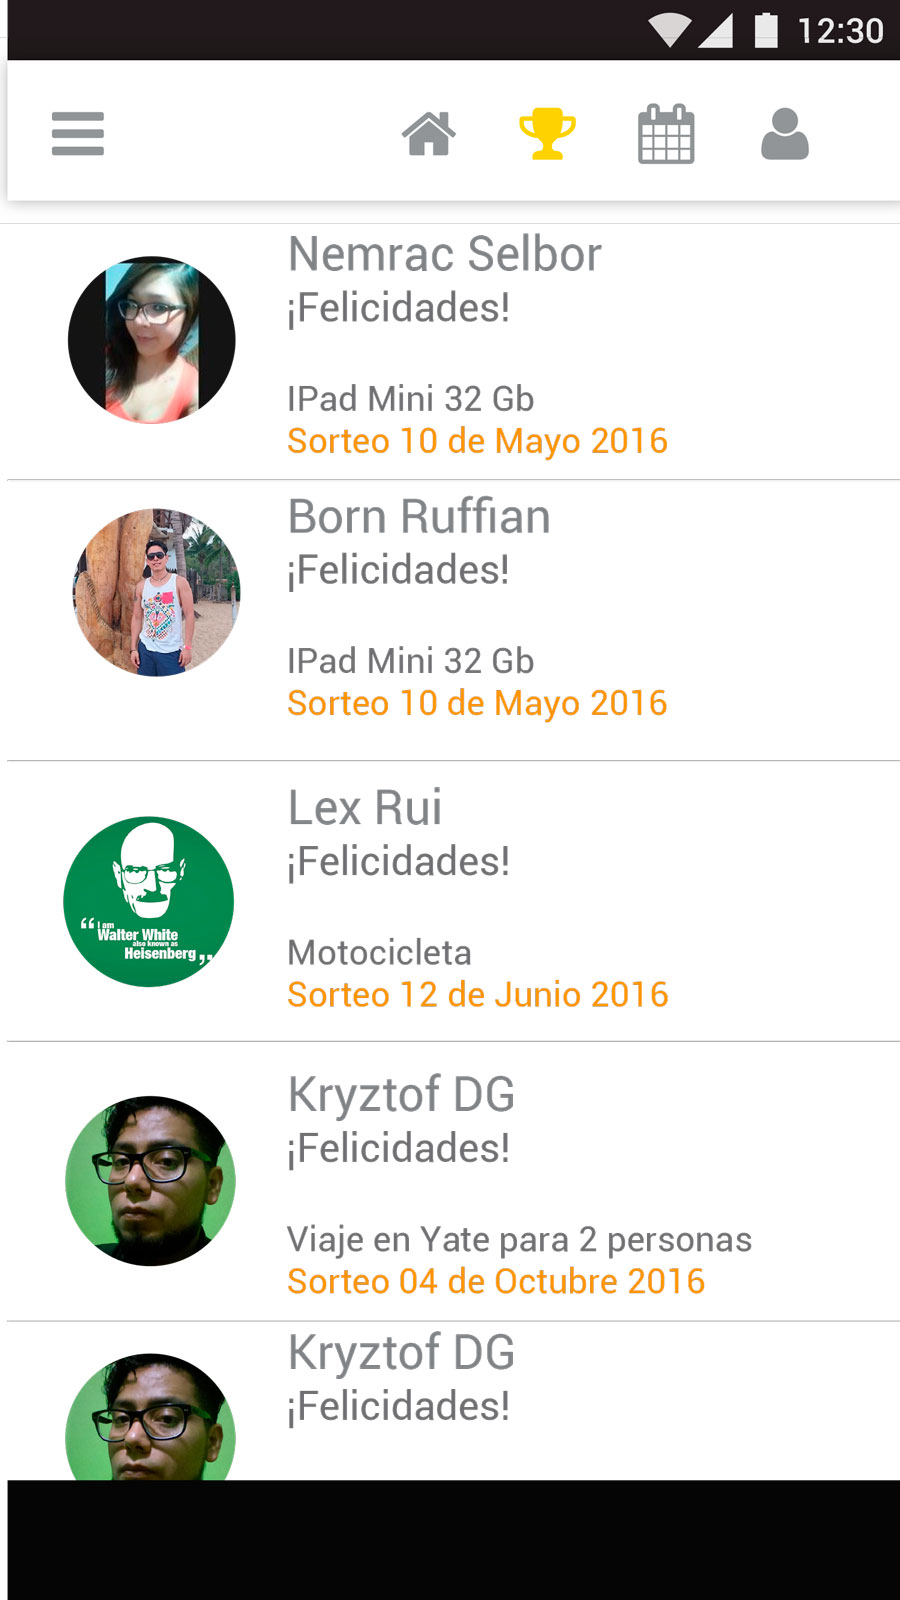 12:30
Nemrac Selbor
¡Felicidades!
IPad Mini 32 Gb
Sorteo 10 de Mayo 2016
Born Ruffian
¡Felicidades!
IPad Mini 32 Gb
Sorteo 10 de Mayo 2016
Lex Rui
¡Felicidades!
“ I am
Walter White
also known as
Heisenberg „
Motocicleta
Sorteo 12 de Junio 2016
Kryztof DG
¡Felicidades!
Viaje en Yate para 2 personas
Sorteo 04 de Octubre 2016
Kryztof DG
¡Felicidades!